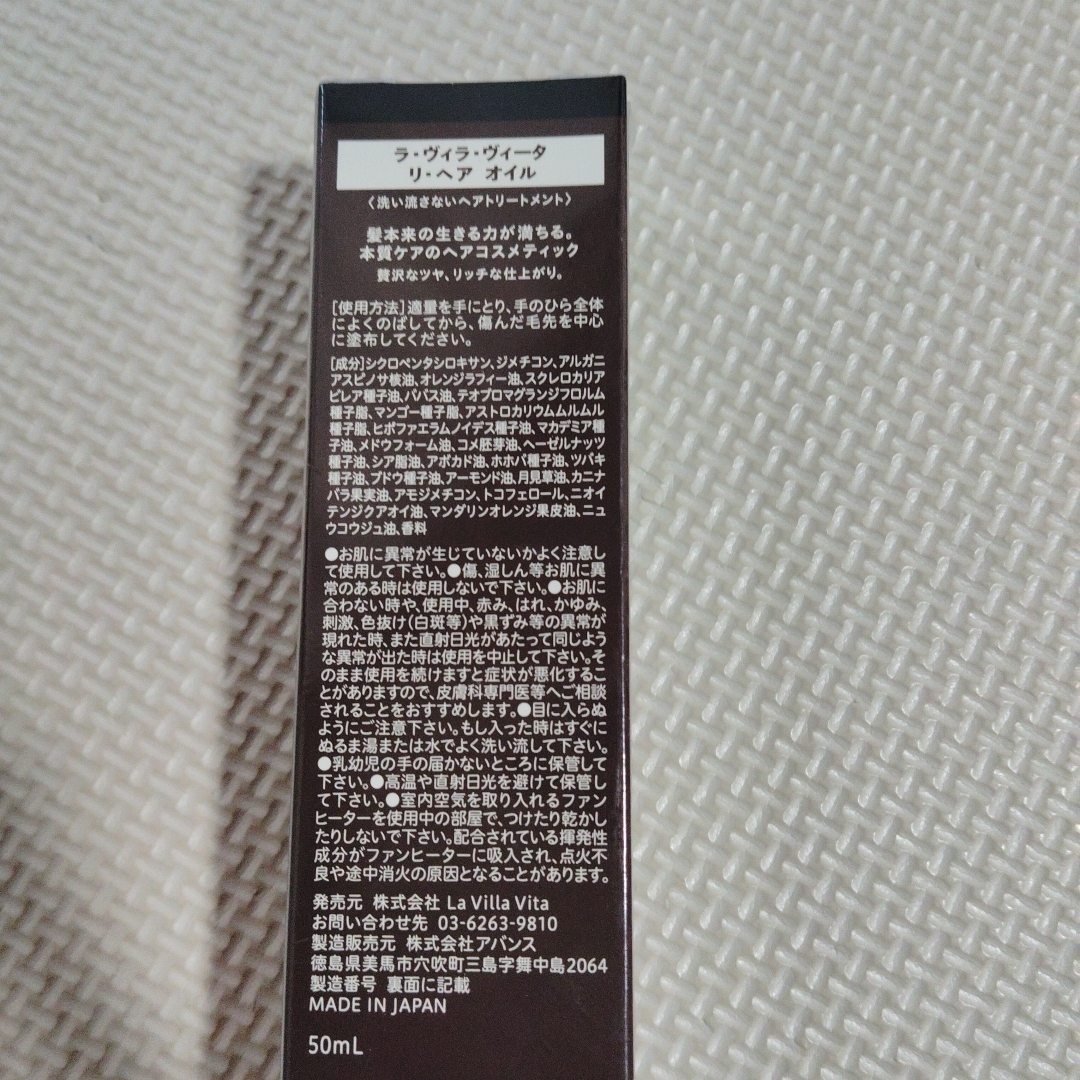 ラ・ヴィラ・ヴィータ
リ・ヘア オイル
〈洗い流さないヘアトリートメント〉
髪本来の生きる力が満ちる。
本質ケアのヘアコスメティック
贅沢なツヤ、リッチな仕上がり。
[使用方法]適量を手にとり、手のひら全体
によくのばしてから、傷んだ毛先を中心
に塗布してください。
[成分]シクロペンタシロキサン、ジメチコン、アルガニ
アスピノサ核油、オレンジラフィー油、スクレロカリア
ビレア種子油、ババス油、テオブロマグランジフロルム
種子脂、マンゴー種子脂、アストロカリウムムルムル
種子脂、ヒポファエラムノイデス種子油、マカデミア種
子油、メドウフォーム油、コメ胚芽油、ヘーゼルナッツ
種子油、シア脂油、アボカド油、ホホバ種子油、ツバキ
種子油、ブドウ種子油、アーモンド油、月見草油、カニナ
バラ果実油、アモジメチコン、トコフェロール、ニオイ
テンジクアオイ油、マンダリンオレンジ果皮油、ニュ
ウコウジュ油、香料
●お肌に異常が生じていないかよく注意し
て使用して下さい。●傷、湿しん等お肌に異
常のある時は使用しないで下さい。●お肌に
合わない時や、使用中、赤み、はれ、かゆみ、
刺激、色抜け(白斑等)や黒ずみ等の異常が
現れた時、また直射日光があたって同じよう
な異常が出た時は使用を中止して下さい。そ
のまま使用を続けますと症状が悪化するこ
とがありますので、皮膚科専門医等へご相談
されることをおすすめします。●目に入らぬ
ようにご注意下さい。もし入った時はすぐに
ぬるま湯または水でよく洗い流して下さい。
●乳幼児の手の届かないところに保管して
下さい。●高温や直射日光を避けて保管し
て下さい。●室内空気を取り入れるファン
ヒーターを使用中の部屋で、つけたり乾かし
たりしないで下さい。配合されている揮発性
成分がファンヒーターに吸入され、点火不
良や途中消火の原因となることがあります。
発売元 株式会社 La Villa Vita
お問い合わせ先 03-6263-9810
製造販売元 株式会社アバンス
徳島県美馬市穴吹町三島字舞中島2064
製造番号 裏面に記載
MADE IN JAPAN
50mL